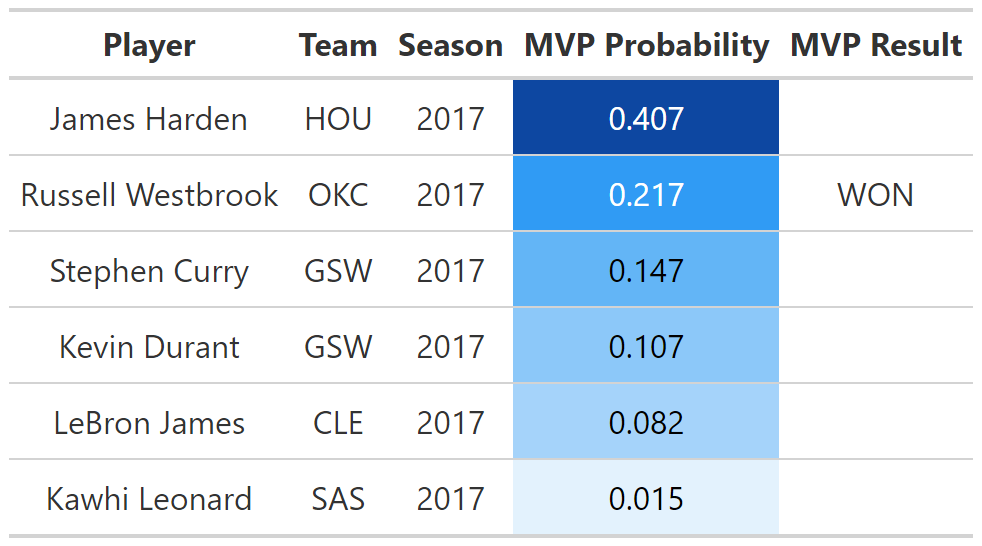 Player Team Season MVP Probability MVP Result
James Harden HOU 2017 0.407
Russell Westbrook OKC 2017 0.217 WON
Stephen Curry GSW 2017 0.147
Kevin Durant GSW 2017 0.107
LeBron James CLE 2017 0.082
Kawhi Leonard SAS 2017 0.015